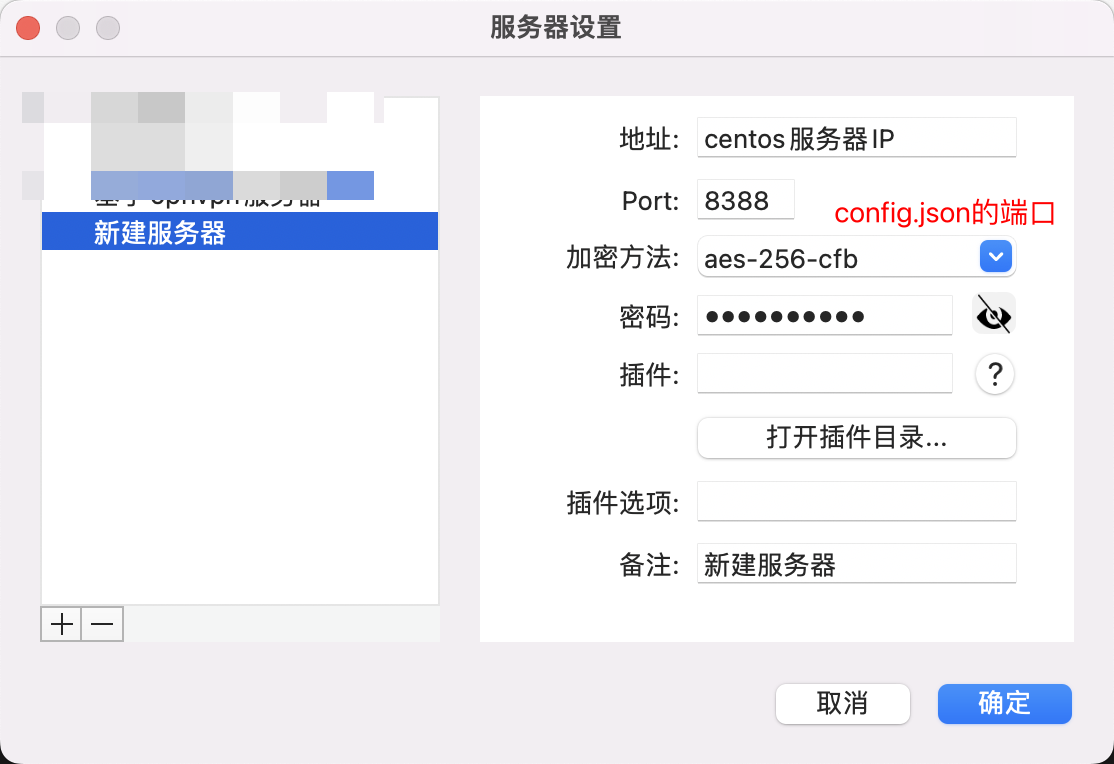 服务器设置
服务器
新建服务器
地址: centos服务器IP
Port: 8388
config.json的端口
加密方法: aes-256-cfb
密码: ●●●●●●●●●●
插件:
?
打开插件目录...
插件选项:
备注: 新建服务器
取消
确定